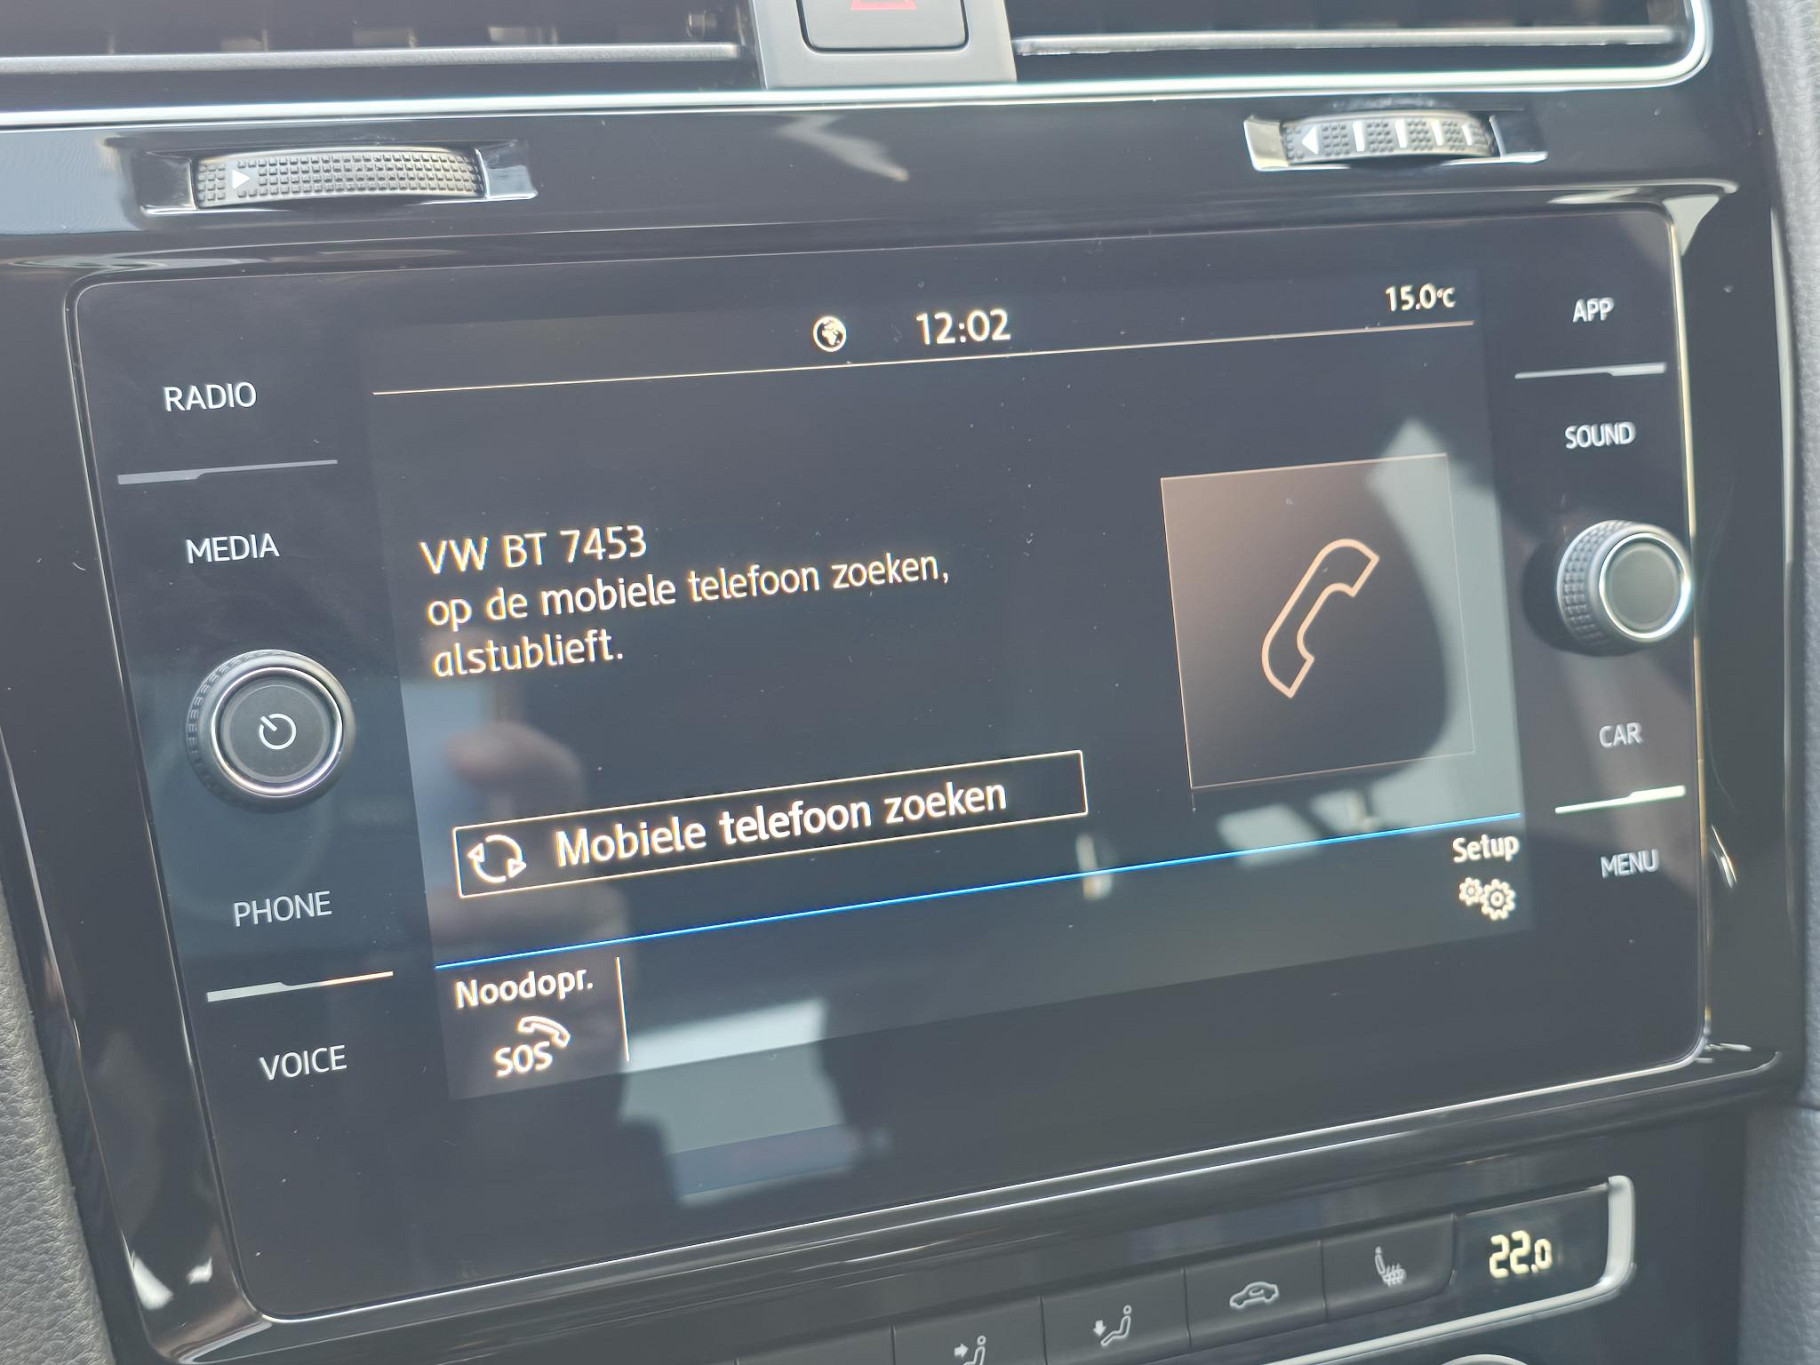 12:02
15.0°C
RADIO
MEDIA
PHONE
VOICE
VW BT 7453
op de mobiele telefoon zoeken,
alstublieft.
Mobiele telefoon zoeken
Noodopr.
SOS
Setup
APP
SOUND
CAR
MENU
22.0